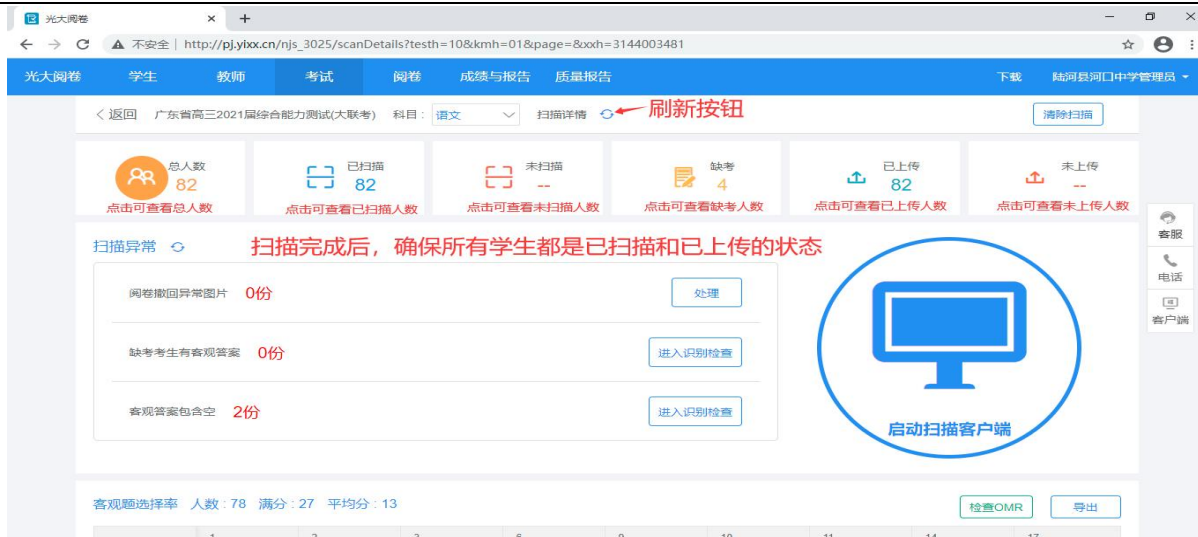 光大阅卷
不安全 | http://pj.yixx.cn/njs_3025/scanDetails?testh=10&kmh=01&page=&xxh=3144003481
光大阅卷 学生 教师 考试 阅卷 成绩与报告 质量报告 下载 陆河县河口中学管理员
返回 广东省高三2021届综合能力测试(大联考) 科目: 语文 扫描详情 刷新按钮 清除扫描
总人数 已扫描 未扫描 缺考 已上传 未上传
82 82 -- 4 82 --
点击可查看总人数 点击可查看已扫描人数 点击可查看未扫描人数 点击可查看缺考人数 点击可查看已上传人数 点击可查看未上传人数
扫描异常 扫描完成后，确保所有学生都是已扫描和已上传的状态
客服
电话
客户端
阅卷撤回异常图片 0份 处理
缺考考生有客观答案 0份 进入识别检查
客观答案包含空 2份 进入识别检查
启动扫描客户端
客观题选择率 人数 : 78 满分 : 27 平均分 : 13 检查OMR 导出